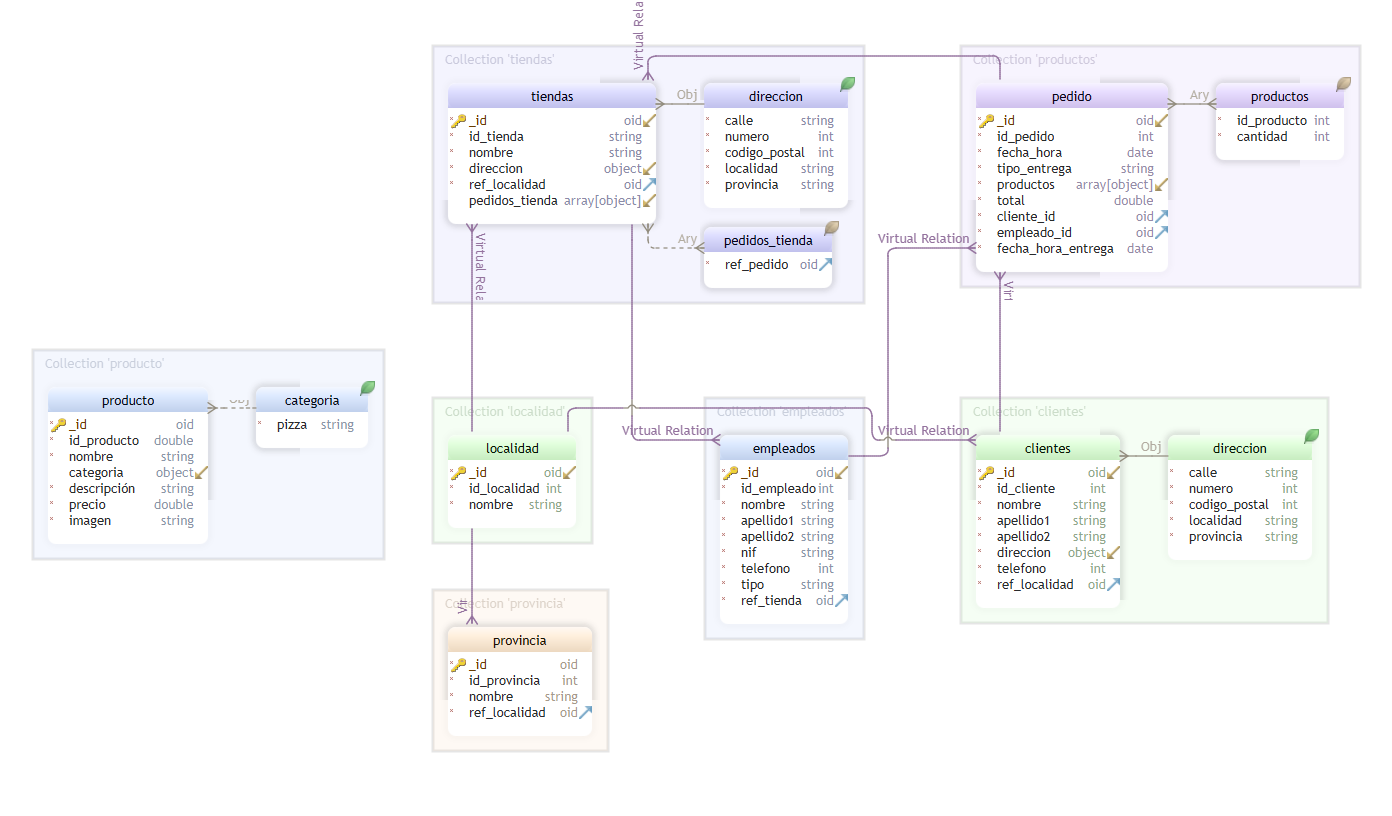 Virtual Rela
Collection 'tiendas'
tiendas
_id oid
id_tienda string
nombre string
direccion object
ref_localidad oid
pedidos_tienda array[object]
Obj
direccion
calle string
numero int
codigo_postal int
localidad string
provincia string
Ary
pedidos_tienda
ref_pedido oid
Virtual Rela
Collection 'productos'
pedido
_id oid
id_pedido int
fecha_hora date
tipo_entrega string
productos array[object]
total double
cliente_id oid
empleado_id oid
fecha_hora_entrega date
Ary
productos
id_producto int
cantidad int
Virtual Relation
Collection 'producto'
producto
_id oid
id_producto double
nombre string
categoria object
descripción string
precio double
imagen string
Obj
categoria
pizza string
Collection 'localidad'
localidad
_id oid
id_localidad int
nombre string
Virtual Relation
Collection 'empleados'
empleados
_id oid
id_empleado int
nombre string
apellido1 string
apellido2 string
nif string
telefono int
tipo string
ref_tienda oid
Virtual Relation
Collection 'clientes'
clientes
_id oid
id_cliente int
nombre string
apellido1 string
apellido2 string
direccion object
telefono int
ref_localidad oid
Obj
direccion
calle string
numero int
codigo_postal int
localidad string
provincia string
Collection 'provincia'
provincia
_id oid
id_provincia int
nombre string
ref_localidad oid